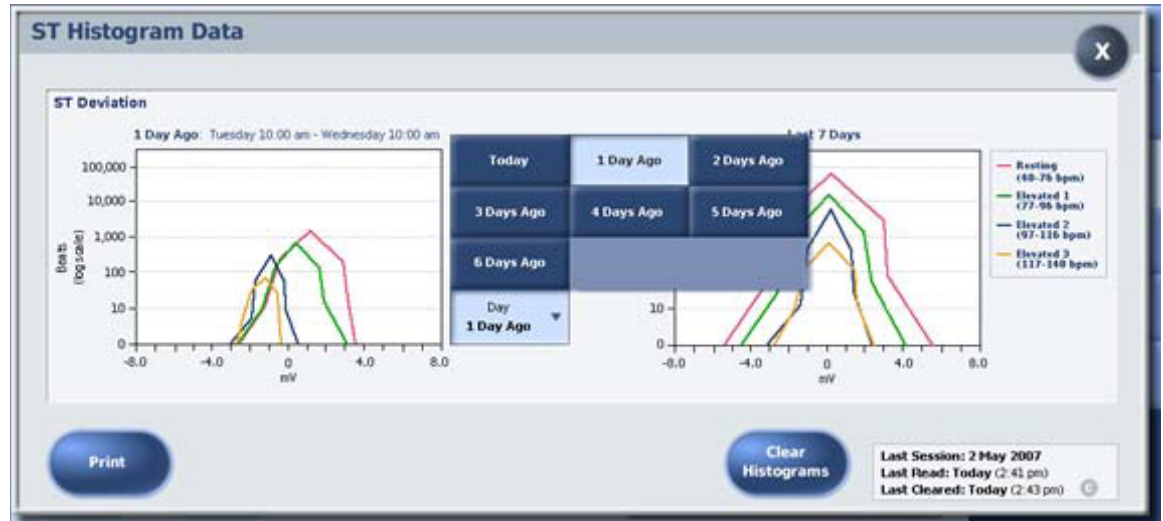 ST Histogram Data
X
ST Deviation
1 Day Ago: Tuesday 10:00 am - Wednesday 10:00 am
Beats
(log scale)
100,000
10,000
1,000
100
10
0
-8.0 -4.0 0 4.0 8.0
mV
Today 1 Day Ago 2 Days Ago
3 Days Ago 4 Days Ago 5 Days Ago
6 Days Ago
Day
1 Day Ago
Last 7 Days
10
0
-8.0 -4.0 0 4.0 8.0
mV
Resting
(40-76 bpm)
Elevated 1
(77-96 bpm)
Elevated 2
(97-116 bpm)
Elevated 3
(117-140 bpm)
Print
Clear
Histograms
Last Session: 2 May 2007
Last Read: Today (2:41 pm)
Last Cleared: Today (2:43 pm)